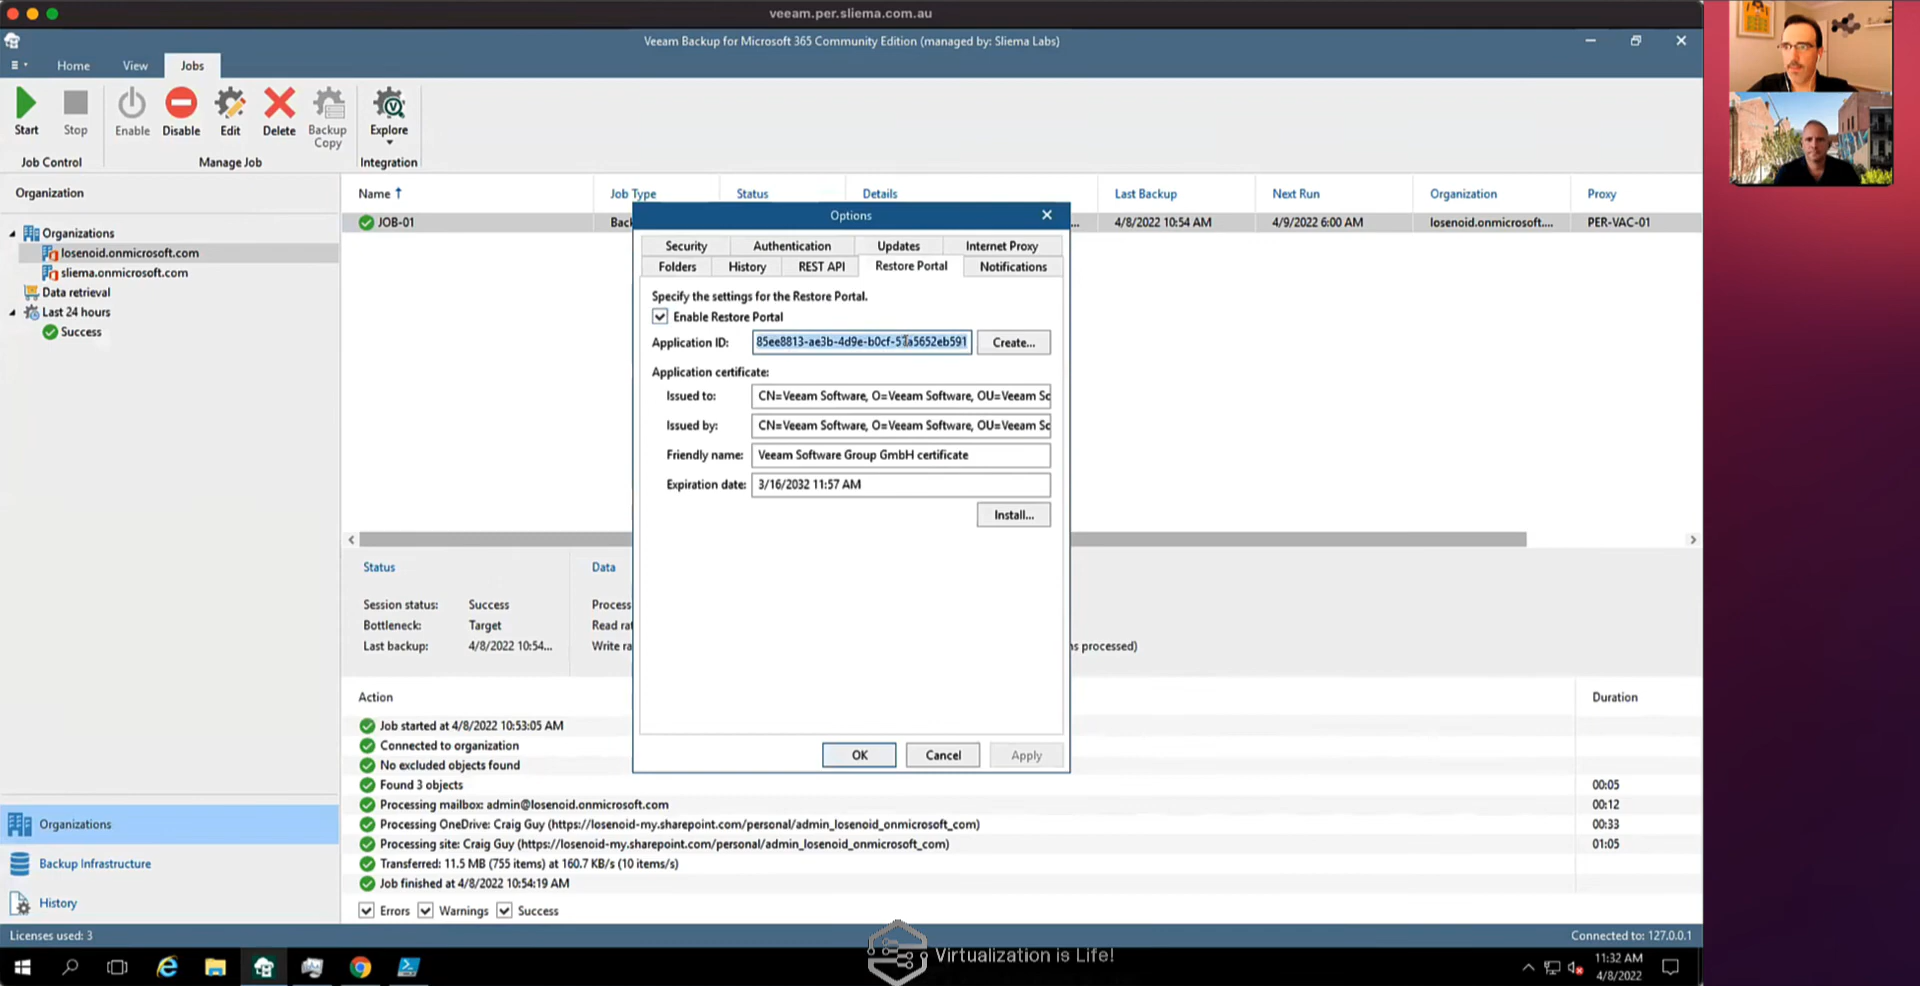 veeam.per.sliema.com.au
Veeam Backup for Microsoft 365 Community Edition (managed by: Sliema Labs)
Home View Jobs
Start Stop Enable Disable Edit Delete Backup Copy Explore
Job Control Manage Job Integration
Organization
Organizations
losenoid.onmicrosoft.com
sliema.onmicrosoft.com
Data retrieval
Last 24 hours
Success
Name Job Type Status Details Last Backup Next Run Organization Proxy
JOB-01 Bac ... 4/8/2022 10:54 AM 4/9/2022 6:00 AM losenoid.onmicrosoft.... PER-VAC-01
Options
Security Authentication Updates Internet Proxy
Folders History REST API Restore Portal Notifications
Specify the settings for the Restore Portal.
Enable Restore Portal
Application ID: Create...
Application certificate:
Issued to: CN=Veeam Software, O=Veeam Software, OU=Veeam So
Issued by: CN=Veeam Software, O=Veeam Software, OU=Veeam So
Friendly name: Veeam Software Group GmbH certificate
Expiration date: 3/16/2032 11:57 AM
Install...
OK Cancel Apply
Status Data
Session status: Success Process
Bottleneck: Target Read rat
Last backup: 4/8/2022 10:54... Write ra ns processed)
Action Duration
Job started at 4/8/2022 10:53:05 AM
Connected to organization
No excluded objects found
Found 3 objects 00:05
Processing mailbox: admin@losenoid.onmicrosoft.com 00:12
Processing OneDrive: Craig Guy (https://losenoid-my.sharepoint.com/personal/admin_losenoid_onmicrosoft_com) 00:33
Processing site: Craig Guy (https://losenoid-my.sharepoint.com/personal/admin_losenoid_onmicrosoft_com) 01:05
Transferred: 11.5 MB (755 items) at 160.7 KB/s (10 items/s)
Job finished at 4/8/2022 10:54:19 AM
Errors Warnings Success
Organizations
Backup Infrastructure
History
Licenses used: 3
Connected to: 127.0.0.1
Virtualization is Life!
11:32 AM
4/8/2022